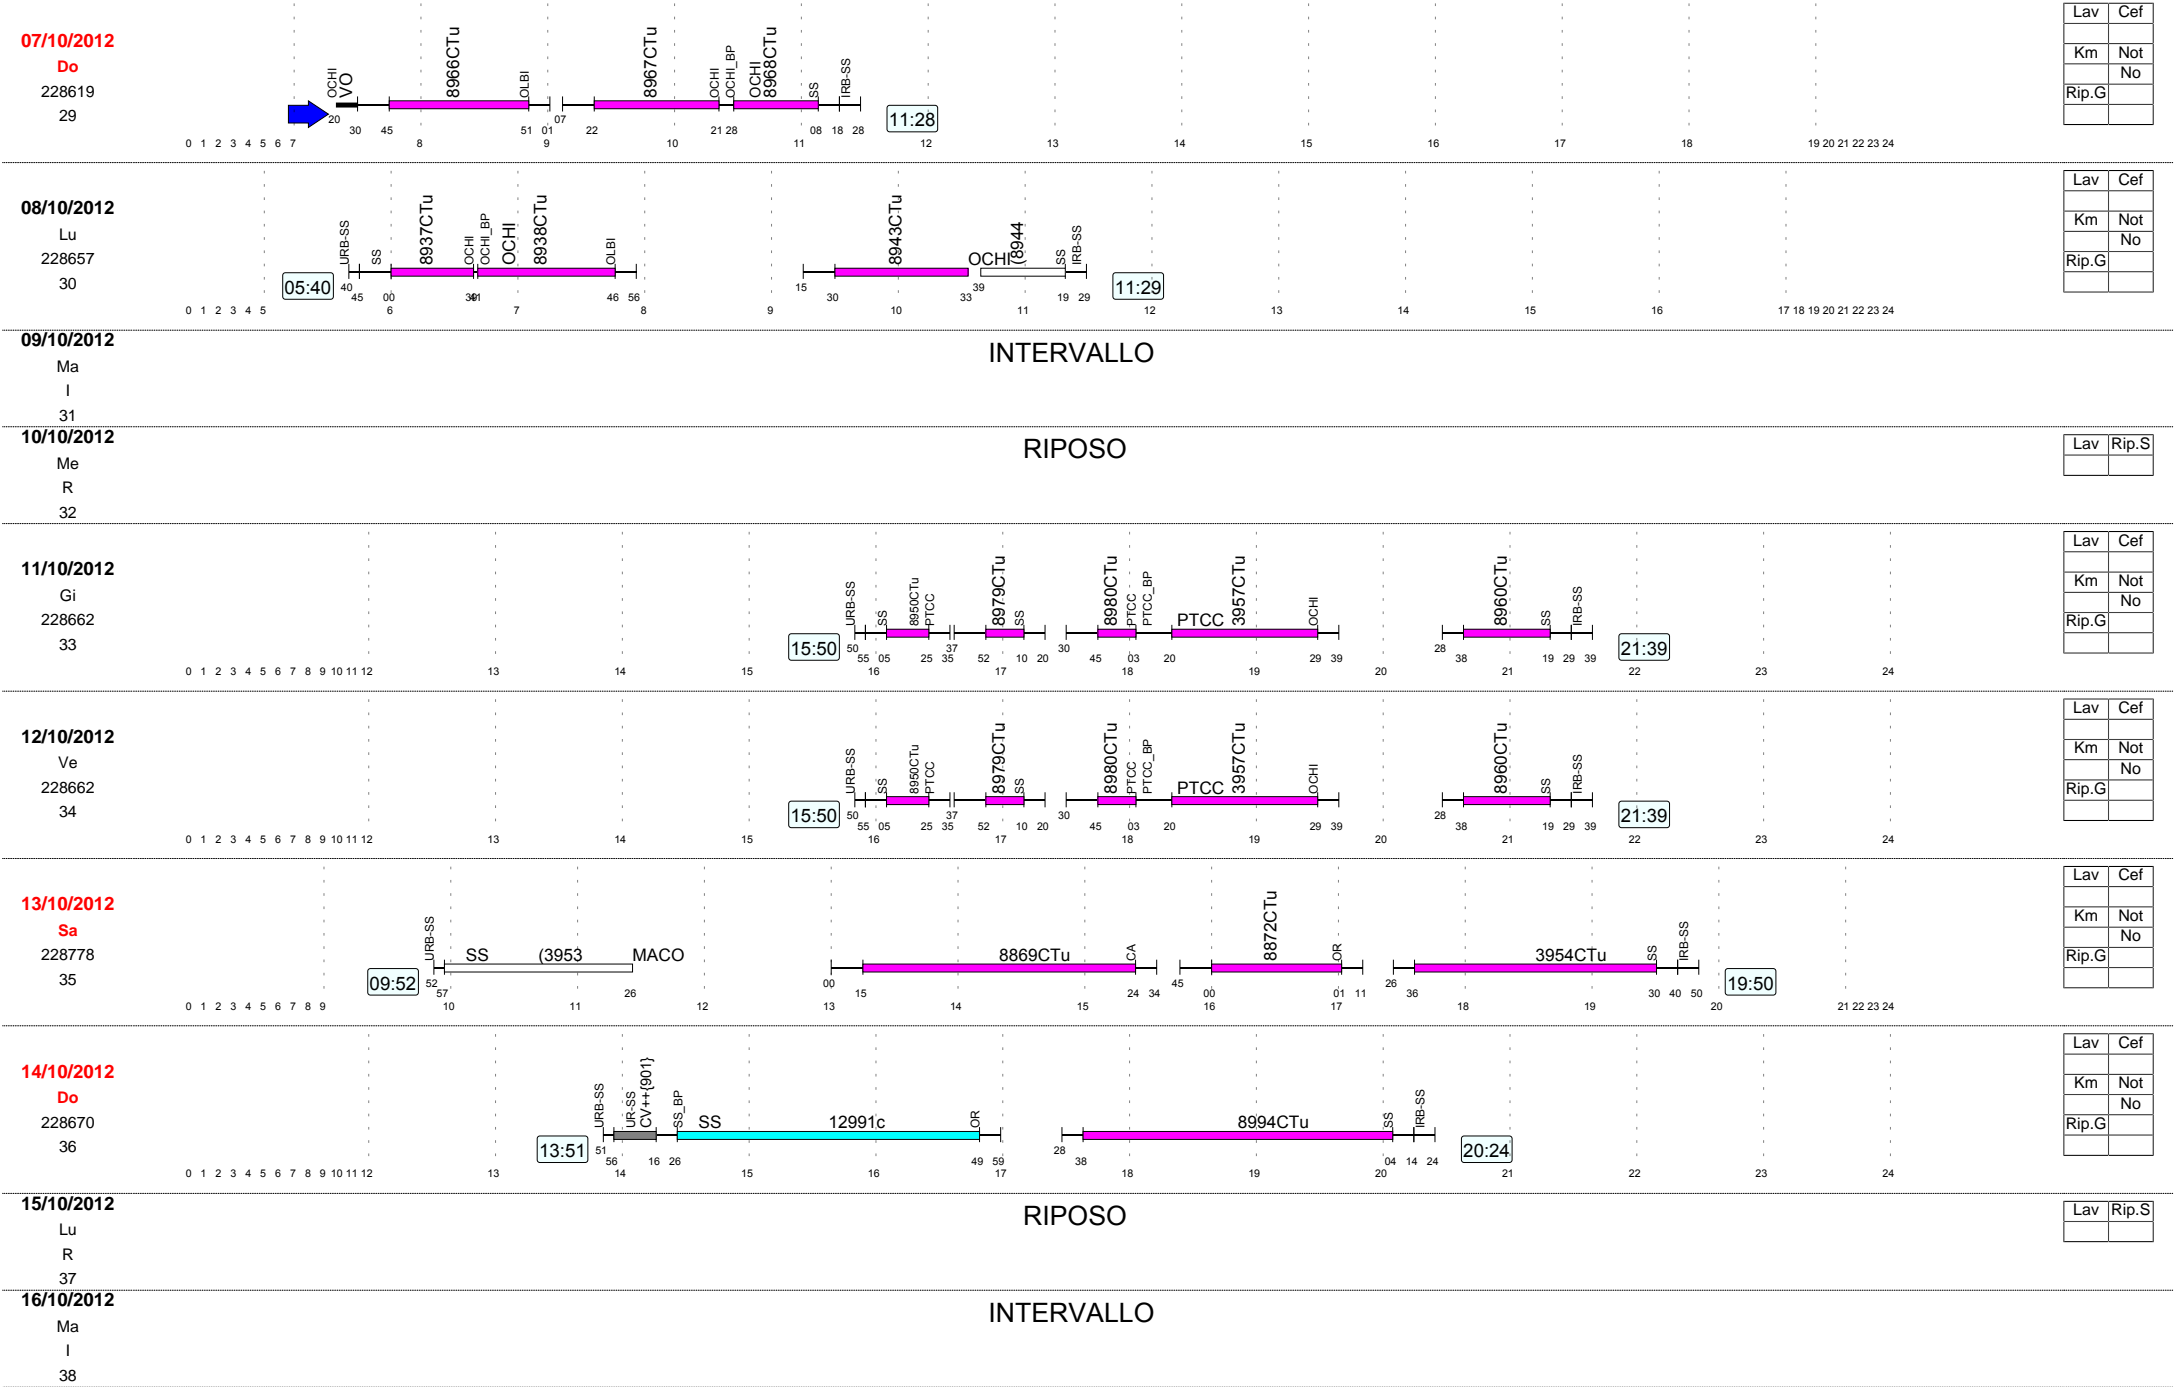 07/10/2012
Do
228619
29
OCHI VO 8966CTu OLBI 8967CTu OCHI OCHI_BP OCHI 8968CTu SS IRB-SS
20 30 45 51 01 07 22 21 28 08 18 28
11:28
0 1 2 3 4 5 6 7 8 9 10 11 12 13 14 15 16 17 18 19 20 21 22 23 24
Lav Cef
Km Not
No
Rip.G
08/10/2012
Lu
228657
30
05:40
URB-SS SS 8937CTu OCHI OCHI_BP OCHI 8938CTu OLBI 8943CTu OCHI (8944 SS IRB-SS
40 45 00 39 41 46 56 15 30 33 39 19 29
11:29
0 1 2 3 4 5 6 7 8 9 10 11 12 13 14 15 16 17 18 19 20 21 22 23 24
Lav Cef
Km Not
No
Rip.G
09/10/2012
Ma
I
31
INTERVALLO
10/10/2012
Me
R
32
RIPOSO
Lav Rip.S
11/10/2012
Gi
228662
33
15:50
URB-SS SS 8950CTu PTCC 8979CTu SS 8980CTu PTCC PTCC_BP PTCC 3957CTu OCHI 8960CTu SS IRB-SS
50 55 05 25 35 37 52 10 20 30 45 03 20 29 39 28 38 19 29 39
21:39
0 1 2 3 4 5 6 7 8 9 10 11 12 13 14 15 16 17 18 19 20 21 22 23 24
Lav Cef
Km Not
No
Rip.G
12/10/2012
Ve
228662
34
15:50
URB-SS SS 8950CTu PTCC 8979CTu SS 8980CTu PTCC PTCC_BP PTCC 3957CTu OCHI 8960CTu SS IRB-SS
50 55 05 25 35 37 52 10 20 30 45 03 20 29 39 28 38 19 29 39
21:39
0 1 2 3 4 5 6 7 8 9 10 11 12 13 14 15 16 17 18 19 20 21 22 23 24
Lav Cef
Km Not
No
Rip.G
13/10/2012
Sa
228778
35
09:52
URB-SS SS (3953 MACO 8869CTu CA 8872CTu OR 3954CTu SS IRB-SS
52 57 26 00 15 24 34 45 00 01 11 26 36 30 40 50
19:50
0 1 2 3 4 5 6 7 8 9 10 11 12 13 14 15 16 17 18 19 20 21 22 23 24
Lav Cef
Km Not
No
Rip.G
14/10/2012
Do
228670
36
13:51
URB-SS UR-SS CV++{901} SS_BP SS 12991c OR 8994CTu SS IRB-SS
51 56 16 26 49 59 28 38 04 14 24
20:24
0 1 2 3 4 5 6 7 8 9 10 11 12 13 14 15 16 17 18 19 20 21 22 23 24
Lav Cef
Km Not
No
Rip.G
15/10/2012
Lu
R
37
RIPOSO
Lav Rip.S
16/10/2012
Ma
I
38
INTERVALLO